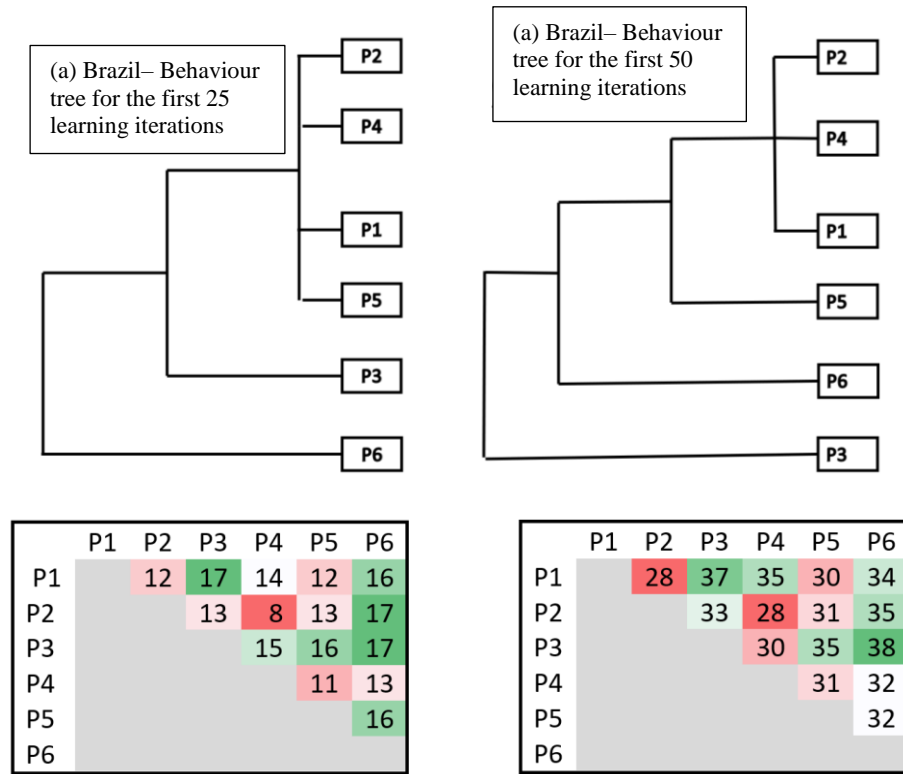 (a) Brazil– Behaviour
tree for the first 25
learning iterations
P2
P4
P1
P5
P3
P6
(a) Brazil– Behaviour
tree for the first 50
learning iterations
P2
P4
P1
P5
P6
P3
P1 P2 P3 P4 P5 P6
P1 12 17 14 12 16
P2 13 8 13 17
P3 15 16 17
P4 11 13
P5 16
P6
P1 P2 P3 P4 P5 P6
P1 28 37 35 30 34
P2 33 28 31 35
P3 30 35 38
P4 31 32
P5 32
P6